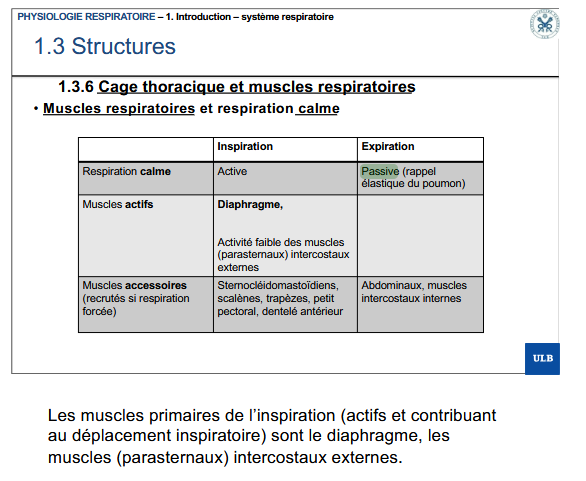 PHYSIOLOGIE RESPIRATOIRE – 1. Introduction – système respiratoire
1.3 Structures
1.3.6 Cage thoracique et muscles respiratoires
• Muscles respiratoires et respiration calme
Inspiration
Expiration
Respiration calme
Active
Passive (rappel
élastique du poumon)
Muscles actifs
Diaphragme,
Activité faible des muscles
(parasternaux) intercostaux
externes
Muscles accessoires
(recrutés si respiration
forcée)
Sternocléidomastoïdiens,
scalènes, trapèzes, petit
pectoral, dentelé antérieur
Abdominaux, muscles
intercostaux internes
ULB
Les muscles primaires de l’inspiration (actifs et contribuant
au déplacement inspiratoire) sont le diaphragme, les
muscles (parasternaux) intercostaux externes.